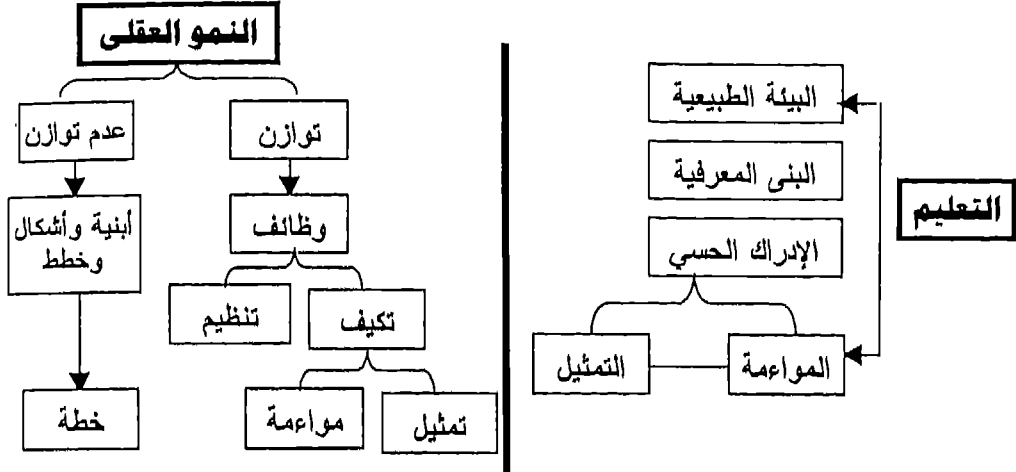 النمو العقلى
توازن
عدم توازن
وظائف
أبنية وأشكال
وخطط
تكيف
تنظيم
تمثيل
مواءمة
خطة
البيئة الطبيعية
البنى المعرفية
الإدراك الحسي
المواءمة
التمثيل
التعليم